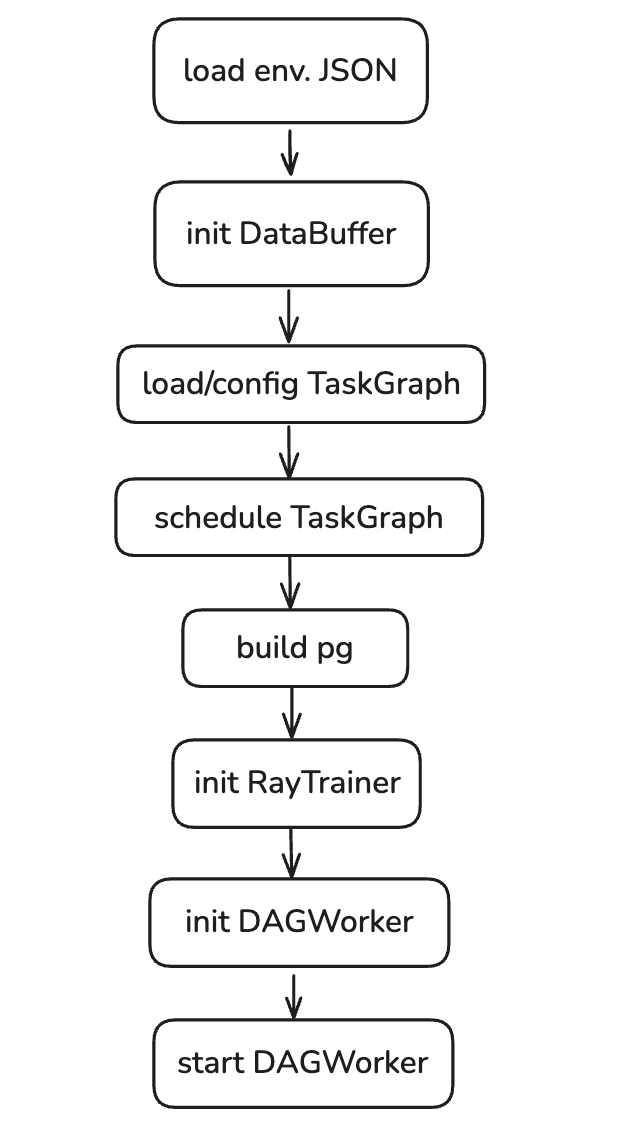 load env. JSON
init DataBuffer
load/config TaskGraph
schedule TaskGraph
build pg
init RayTrainer
init DAGWorker
start DAGWorker